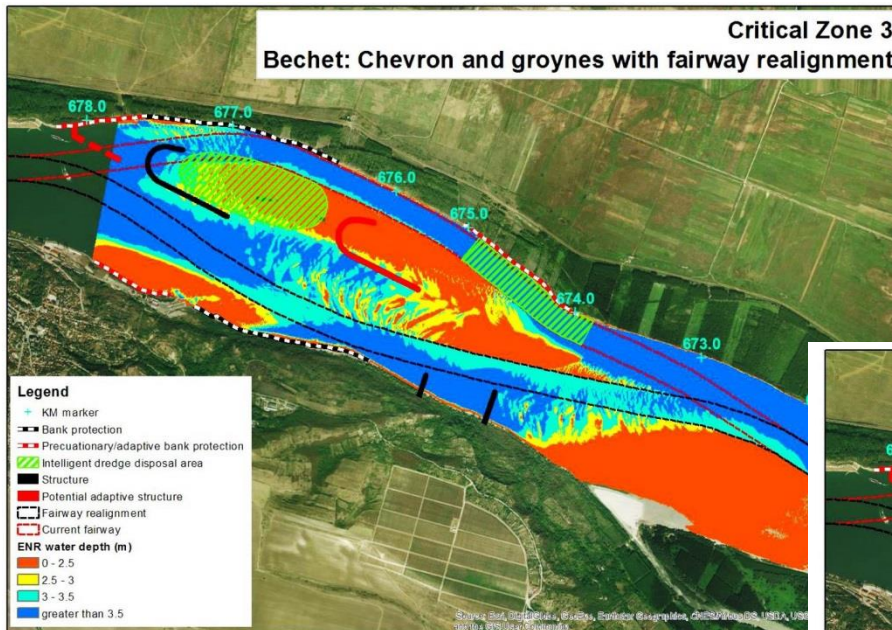 Critical Zone 3
Bechet: Chevron and groynes with fairway realignment
678.0
677.0
676.0
675.0
674.0
673.0
Legend
KM marker
Bank protection
Precuationary/adaptive bank protection
Intelligent dredge disposal area
Structure
Potential adaptive structure
Fairway realignment
Current fairway
ENR water depth (m)
0 - 2.5
2.5 - 3
3 - 3.5
greater than 3.5